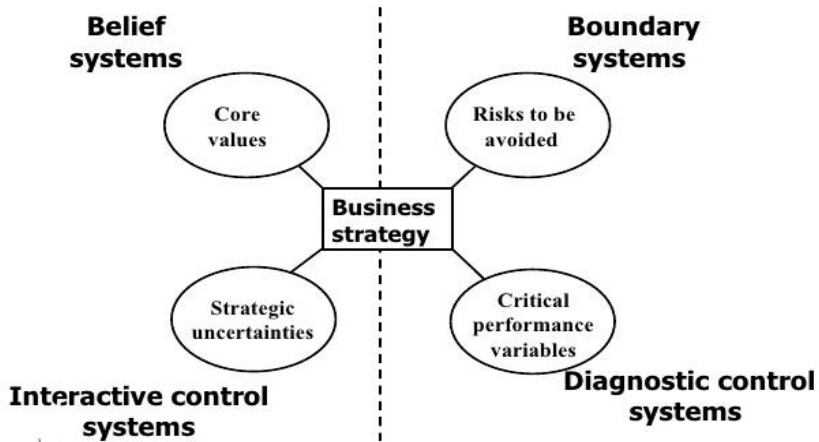 Belief
systems
Boundary
systems
Core
values
Risks to be
avoided
Business
strategy
Strategic
uncertainties
Critical
performance
variables
Interactive control
systems
Diagnostic control
systems